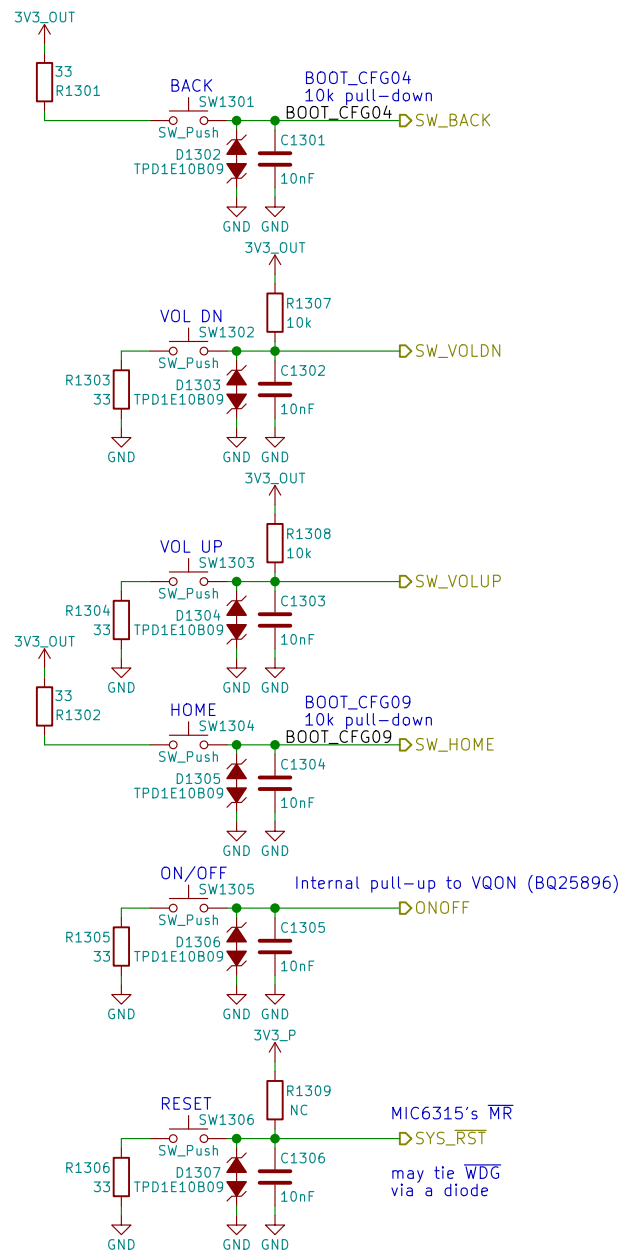 3V3_OUT
33
R1301
BACK
SW1301
SW_Push
BOOT_CFG04
10k pull-down
BOOT_CFG04
SW_BACK
D1302
TPD1E10B09
C1301
10nF
GND
GND
3V3_OUT
R1307
10k
VOL DN
SW1302
SW_Push
SW_VOLDN
R1303
33
D1303
TPD1E10B09
C1302
10nF
GND
GND
GND
3V3_OUT
R1308
10k
VOL UP
SW1303
SW_Push
SW_VOLUP
R1304
33
D1304
TPD1E10B09
C1303
10nF
GND
GND
GND
3V3_OUT
33
R1302
HOME
SW1304
SW_Push
BOOT_CFG09
10k pull-down
BOOT_CFG09
SW_HOME
D1305
TPD1E10B09
C1304
10nF
GND
GND
ON/OFF
SW1305
SW_Push
Internal pull-up to VQON (BQ25896)
ONOFF
R1305
33
D1306
TPD1E10B09
C1305
10nF
GND
GND
GND
3V3_P
R1309
NC
RESET
SW1306
SW_Push
MIC6315's M̅R̅
SYS_R̅S̅T̅
R1306
33
D1307
TPD1E10B09
C1306
10nF
may tie W̅D̅G̅
via a diode
GND
GND
GND